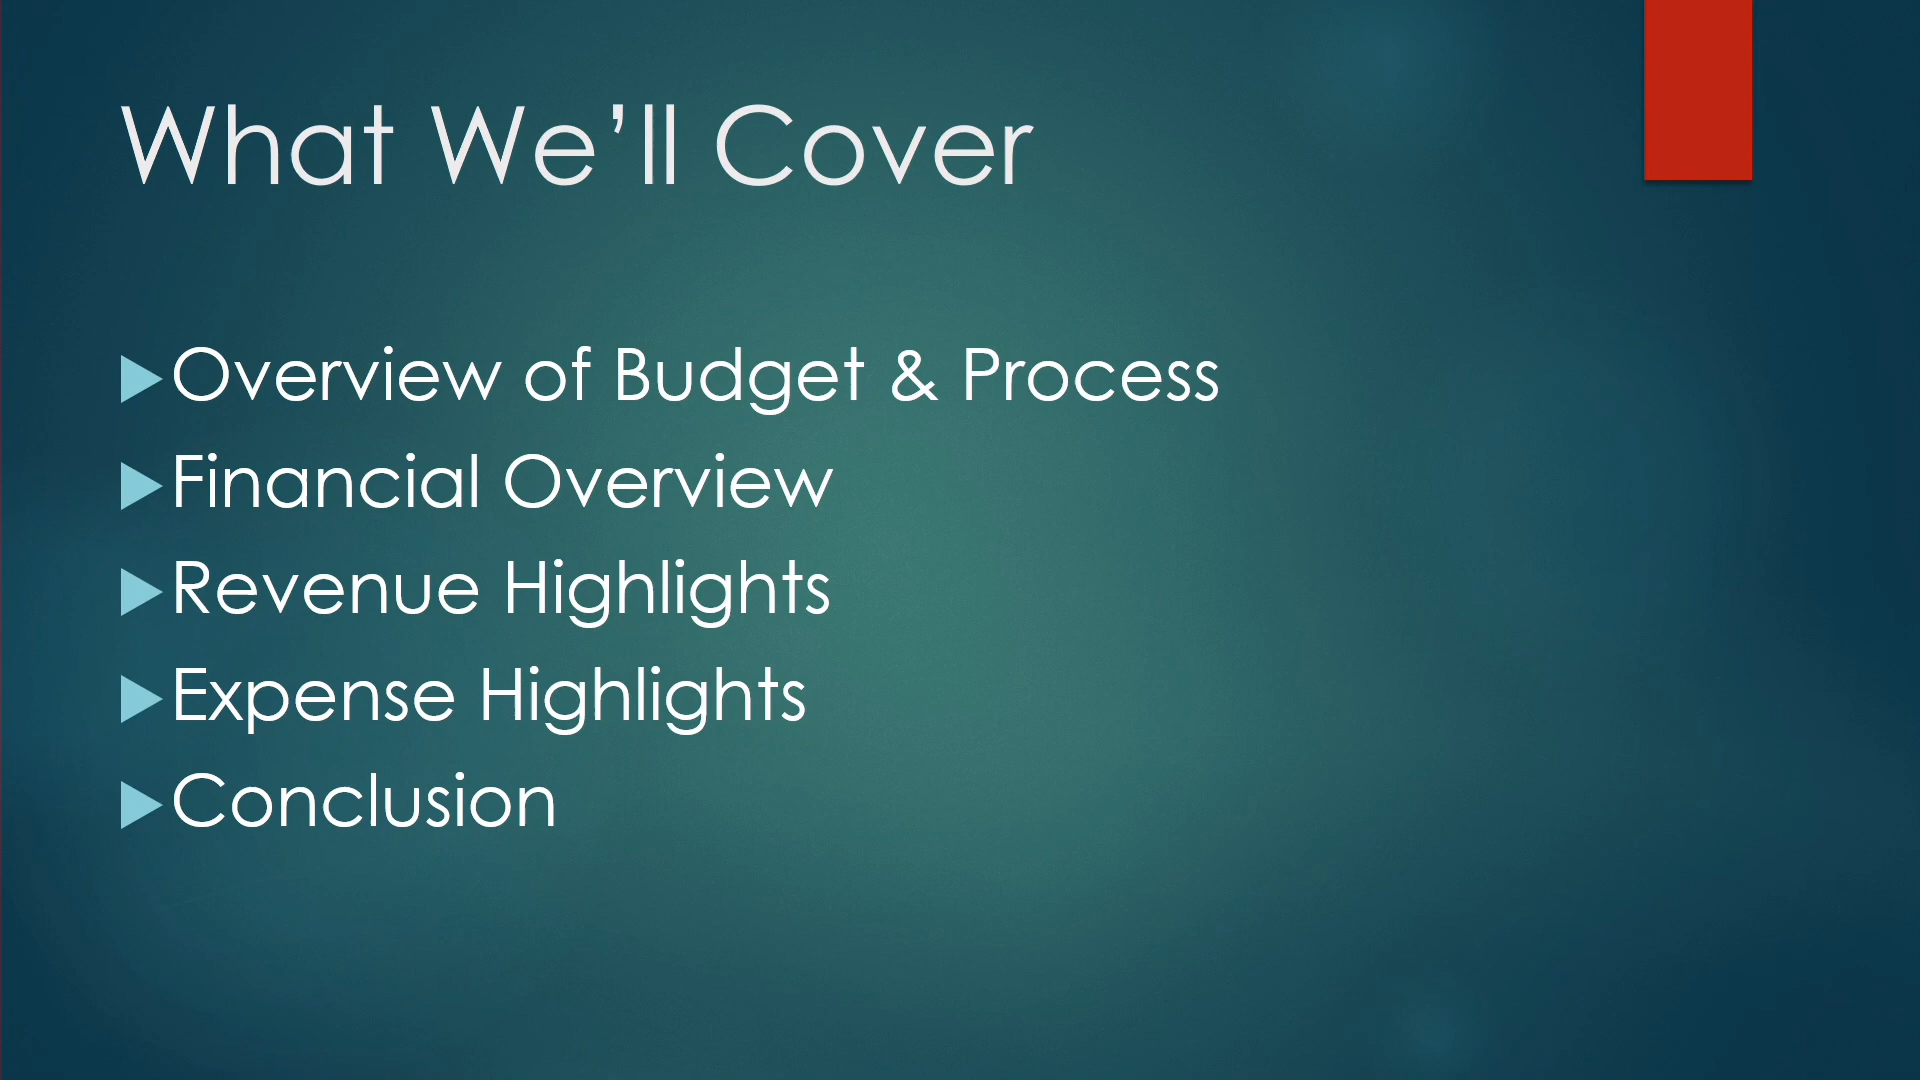 What We’ll Cover
Overview of Budget & Process
Financial Overview
Revenue Highlights
Expense Highlights
Conclusion